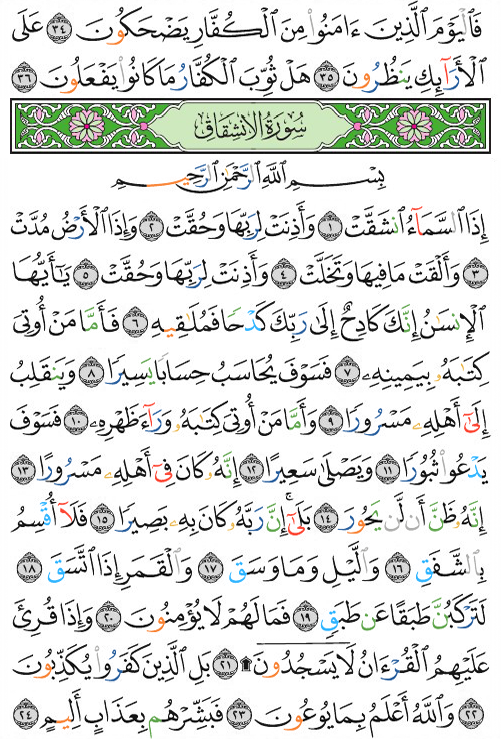 فَٱلْيَوْمَ ٱلَّذِينَ ءَامَنُوا۟ مِنَ ٱلْكُفَّارِ يَضْحَكُونَ ٣٤ عَلَى
ٱلْأَرَآئِكِ يَنظُرُونَ ٣٥ هَلْ ثُوِّبَ ٱلْكُفَّارُ مَا كَانُوا۟ يَفْعَلُونَ ٣٦
سُورَةُ الِانشِقَاقِ
بِسْمِ ٱللَّهِ ٱلرَّحْمَٰنِ ٱلرَّحِيمِ
إِذَا ٱلسَّمَآءُ ٱنشَقَّتْ ١ وَأَذِنَتْ لِرَبِّهَا وَحُقَّتْ ٢ وَإِذَا ٱلْأَرْضُ مُدَّتْ
٣ وَأَلْقَتْ مَا فِيهَا وَتَخَلَّتْ ٤ وَأَذِنَتْ لِرَبِّهَا وَحُقَّتْ ٥ يَٰٓأَيُّهَا
ٱلْإِنسَٰنُ إِنَّكَ كَادِحٌ إِلَىٰ رَبِّكَ كَدْحًا فَمُلَٰقِيهِ ٦ فَأَمَّا مَنْ أُوتِىَ
كِتَٰبَهُۥ بِيَمِينِهِۦ ٧ فَسَوْفَ يُحَاسَبُ حِسَابًا يَسِيرًا ٨ وَيَنقَلِبُ
إِلَىٰٓ أَهْلِهِۦ مَسْرُورًا ٩ وَأَمَّا مَنْ أُوتِىَ كِتَٰبَهُۥ وَرَآءَ ظَهْرِهِۦ ١٠ فَسَوْفَ
يَدْعُوا۟ ثُبُورًا ١١ وَيَصْلَىٰ سَعِيرًا ١٢ إِنَّهُۥ كَانَ فِىٓ أَهْلِهِۦ مَسْرُورًا ١٣
إِنَّهُۥ ظَنَّ أَن لَّن يَحُورَ ١٤ بَلَىٰٓ إِنَّ رَبَّهُۥ كَانَ بِهِۦ بَصِيرًا ١٥ فَلَآ أُقْسِمُ
بِٱلشَّفَقِ ١٦ وَٱلَّيْلِ وَمَا وَسَقَ ١٧ وَٱلْقَمَرِ إِذَا ٱتَّسَقَ ١٨
لَتَرْكَبُنَّ طَبَقًا عَن طَبَقٍ ١٩ فَمَا لَهُمْ لَا يُؤْمِنُونَ ٢٠ وَإِذَا قُرِئَ
عَلَيْهِمُ ٱلْقُرْءَانُ لَا يَسْجُدُونَ ۩ ٢١ بَلِ ٱلَّذِينَ كَفَرُوا۟ يُكَذِّبُونَ
٢٢ وَٱللَّهُ أَعْلَمُ بِمَا يُوعُونَ ٢٣ فَبَشِّرْهُم بِعَذَابٍ أَلِيمٍ ٢٤